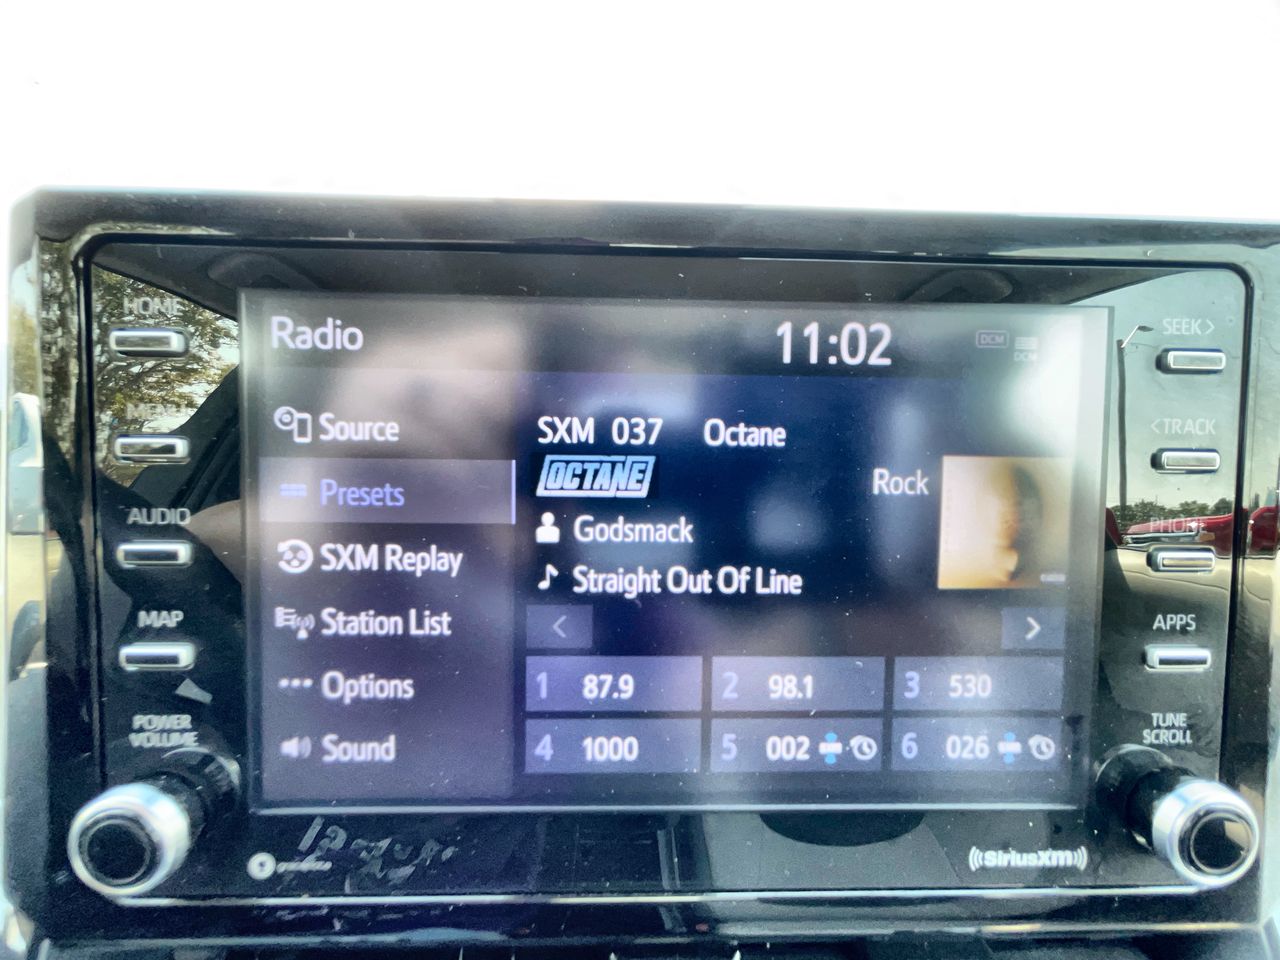 HOME
MENU
AUDIO
MAP
POWER
VOLUME
Radio
11:02
DCM
DCM
Source
Presets
SXM Replay
Station List
Options
Sound
SXM 037 Octane
OCTANE
Rock
Godsmack
Straight Out Of Line
<
>
1 87.9
2 98.1
3 530
4 1000
5 002
6 026
SEEK >
< TRACK
PHONE
APPS
TUNE
SCROLL
SiriusXM